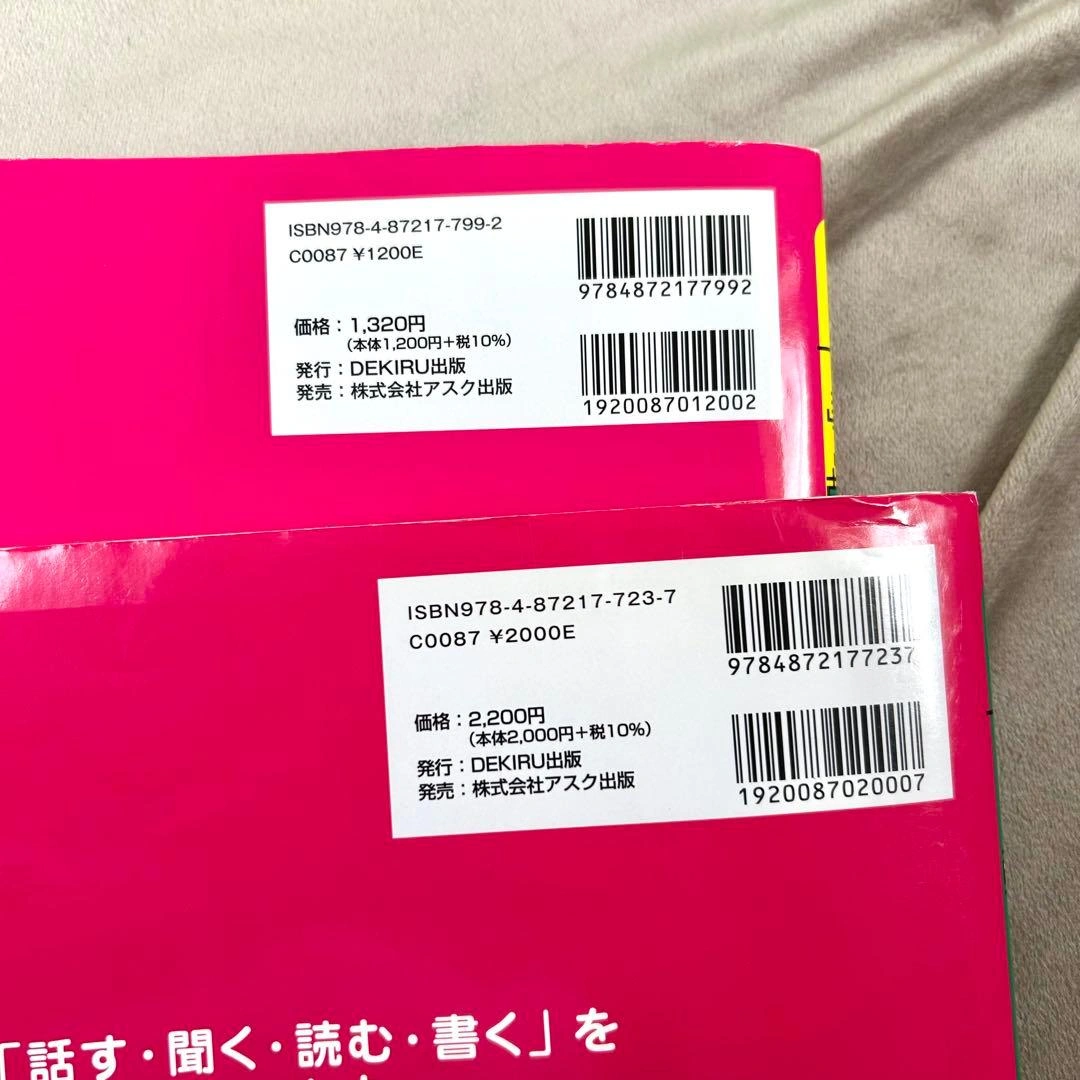 ISBN978-4-87217-799-2
C0087 ¥1200E
9784872177992
価格：1,320円
（本体1,200円＋税10%）
発行：DEKIRU出版
発売：株式会社アスク出版
1920087012002
ISBN978-4-87217-723-7
C0087 ¥2000E
9784872177237
価格：2,200円
（本体2,000円＋税10%）
発行：DEKIRU出版
発売：株式会社アスク出版
1920087020007
「話す・聞く・読む・書く」を